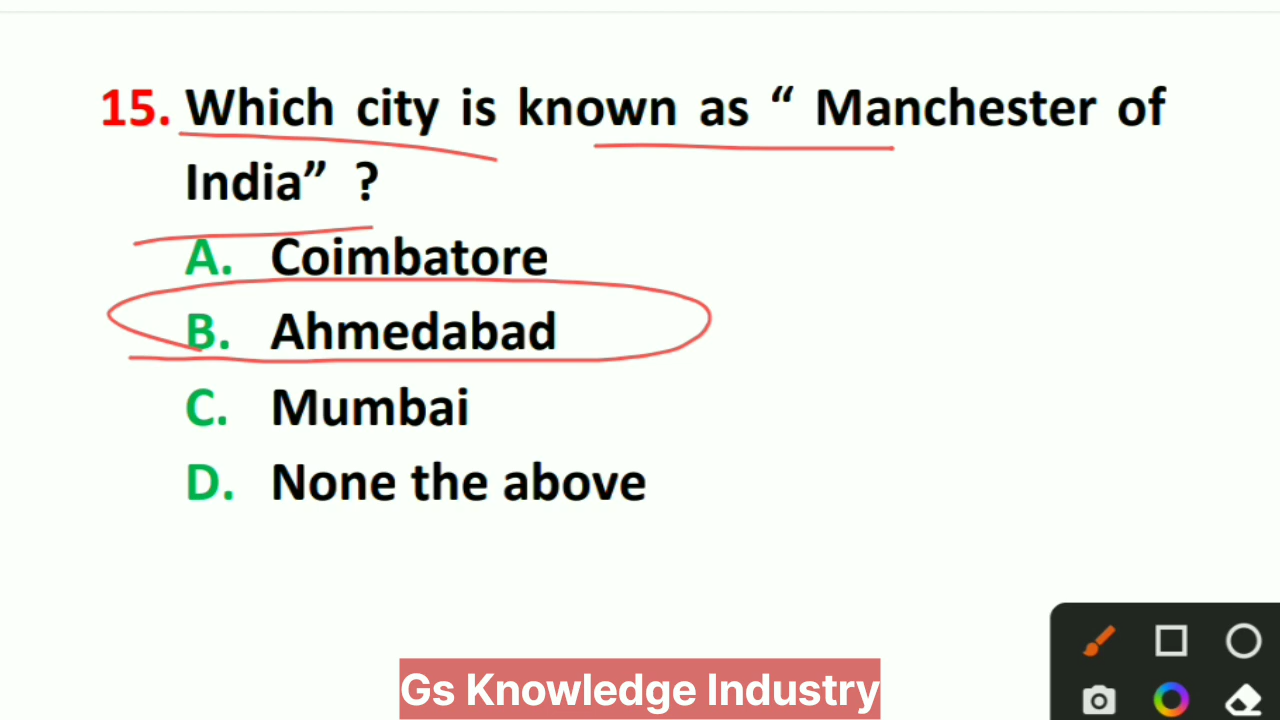 15. Which city is known as “ Manchester of
India” ?
A. Coimbatore
B. Ahmedabad
C. Mumbai
D. None the above
Gs Knowledge Industry